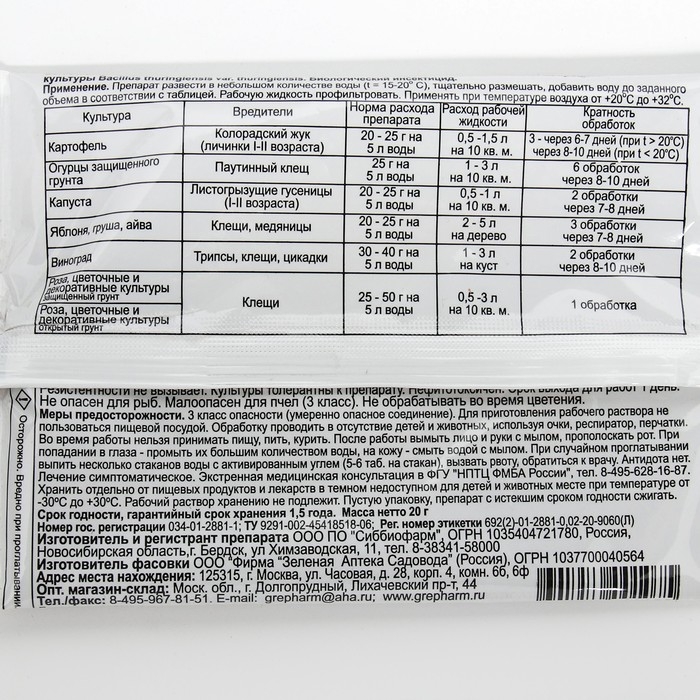 культуры Bacillus thuringiensis var. thuringiensis. Биологический инсектицид.
Применение. Препарат развести в небольшом количестве воды (t = 15-20° С), тщательно размешать, добавить воду до заданного
объема в соответствии с таблицей. Рабочую жидкость профильтровать. Применять при температуре воздуха от +20°С до +32°С.
Культура Вредители Норма расхода препарата Расход рабочей жидкости Кратность обработок
Картофель Колорадский жук (личинки I-II возраста) 20 - 25 г на 5 л воды 0,5 -1,5 л на 10 кв. м. 3 - через 6-7 дней (при t > 20°С) через 8-10 дней (при t < 20°С)
Огурцы защищенного грунта Паутинный клещ 25 г на 5 л воды 1 - 3 л на 10 кв. м. 6 обработок через 8-10 дней
Капуста Листогрызущие гусеницы (I-II возраста) 20 - 25 г на 5 л воды 0,5 -1 л на 10 кв. м. 2 обработки через 7-8 дней
Яблоня, груша, айва Клещи, медяницы 20 - 25 г на 5 л воды 2 - 5 л на дерево 3 обработки через 7-8 дней
Виноград Трипсы, клещи, цикадки 30 - 40 г на 5 л воды 1 - 3 л на куст 2 обработки через 8-10 дней
Роза, цветочные и декоративные культуры защищенный грунт Клещи 25 - 50 г на 5 л воды 0,5 -3 л на 10 кв. м. 1 обработка
Роза, цветочные и декоративные культуры открытый грунт
Резистентности не вызывает. Культуры толерантны к препарату. Нефитотоксичен. Срок выхода для работ 1 день.
Не опасен для рыб. Малоопасен для пчел (3 класс). Не обрабатывать во время цветения.
Меры предосторожности. 3 класс опасности (умеренно опасное соединение). Для приготовления рабочего раствора не
пользоваться пищевой посудой. Обработку проводить в отсутствие детей и животных, используя очки, респиратор, перчатки.
Во время работы нельзя принимать пищу, пить, курить. После работы вымыть лицо и руки с мылом, прополоскать рот. При
попадании в глаза - промыть их большим количеством воды, на кожу - смыть водой с мылом. При случайном проглатывании
выпить несколько стаканов воды с активированным углем (5-6 таб. на стакан), вызвать рвоту, обратиться к врачу. Антидота нет.
Лечение симптоматическое. Экстренная медицинская консультация в ФГУ "НПТЦ ФМБА России", тел. 8-495-628-16-87.
Хранить отдельно от пищевых продуктов и лекарств в темном недоступном для детей и животных месте при температуре от
-30°С до +30°С. Рабочий раствор хранению не подлежит. Пустую упаковку, препарат с истекшим сроком годности сжигать.
Срок годности, гарантийный срок хранения 1,5 года. Масса нетто 20 г
Номер гос. регистрации 034-01-2881-1; ТУ 9291-002-45418518-06; Рег. номер этикетки 692(2)-01-2881-0,02-20-9060(Л)
Изготовитель и регистрант препарата ООО ПО "Сиббиофарм", ОГРН 1035404721780, Россия,
Новосибирская область,г. Бердск, ул Химзаводская, 11, тел. 8-38341-58000
Изготовитель фасовки ООО "Фирма "Зеленая Аптека Садовода" (Россия), ОГРН 1037700040564
Адрес места нахождения: 125315, г. Москва, ул. Часовая, д. 28, корп. 4, комн. 6б, 6ф
Опт. магазин-склад: Моск. обл., г. Долгопрудный, Лихачевский пр-т, 44
Тел./факс: 8-495-967-81-51, E-mail: grepharm@aha.ru; www.grepharm.ru
Осторожно. Вредно при проглатывании